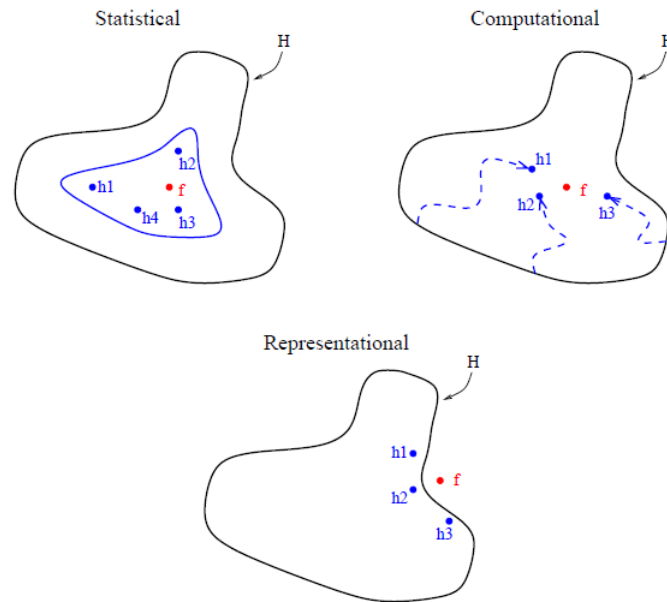 Statistical
H
h2
h1
f
h4
h3
Computational
H
h1
f
h2
h3
Representational
H
h1
f
h2
h3